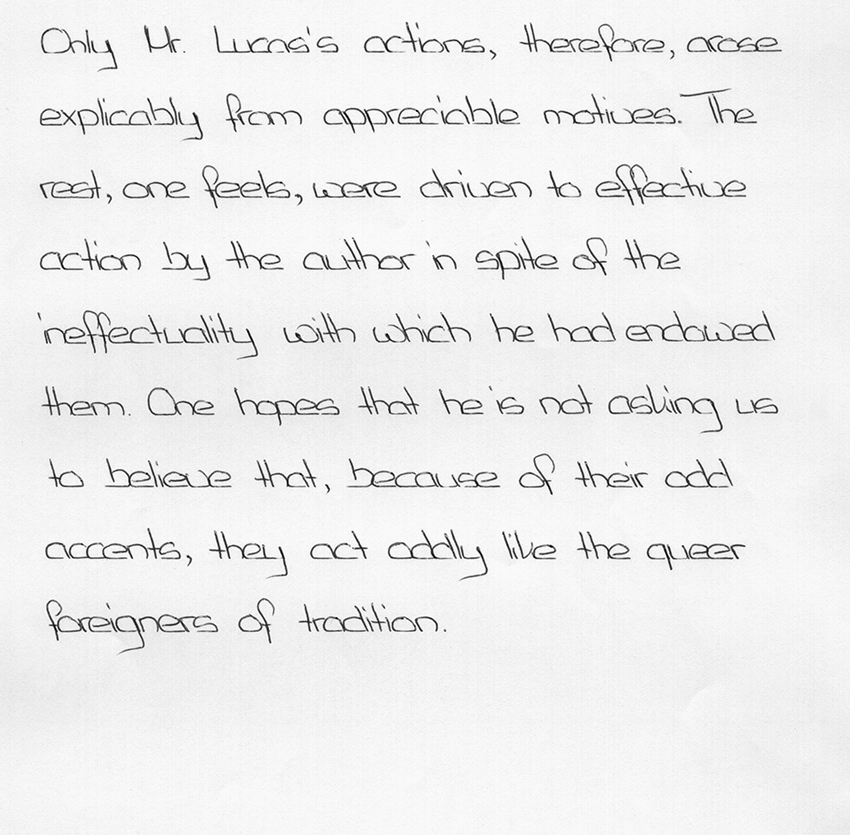 Only Mr. Lucas's actions, therefore, arose
explicably from appreciable motives. The
rest, one feels, were driven to effective
action by the author in spite of the
ineffectuality with which he had endowed
them. One hopes that he is not asking us
to believe that, because of their odd
accents, they act oddly like the queer
foreigners of tradition.